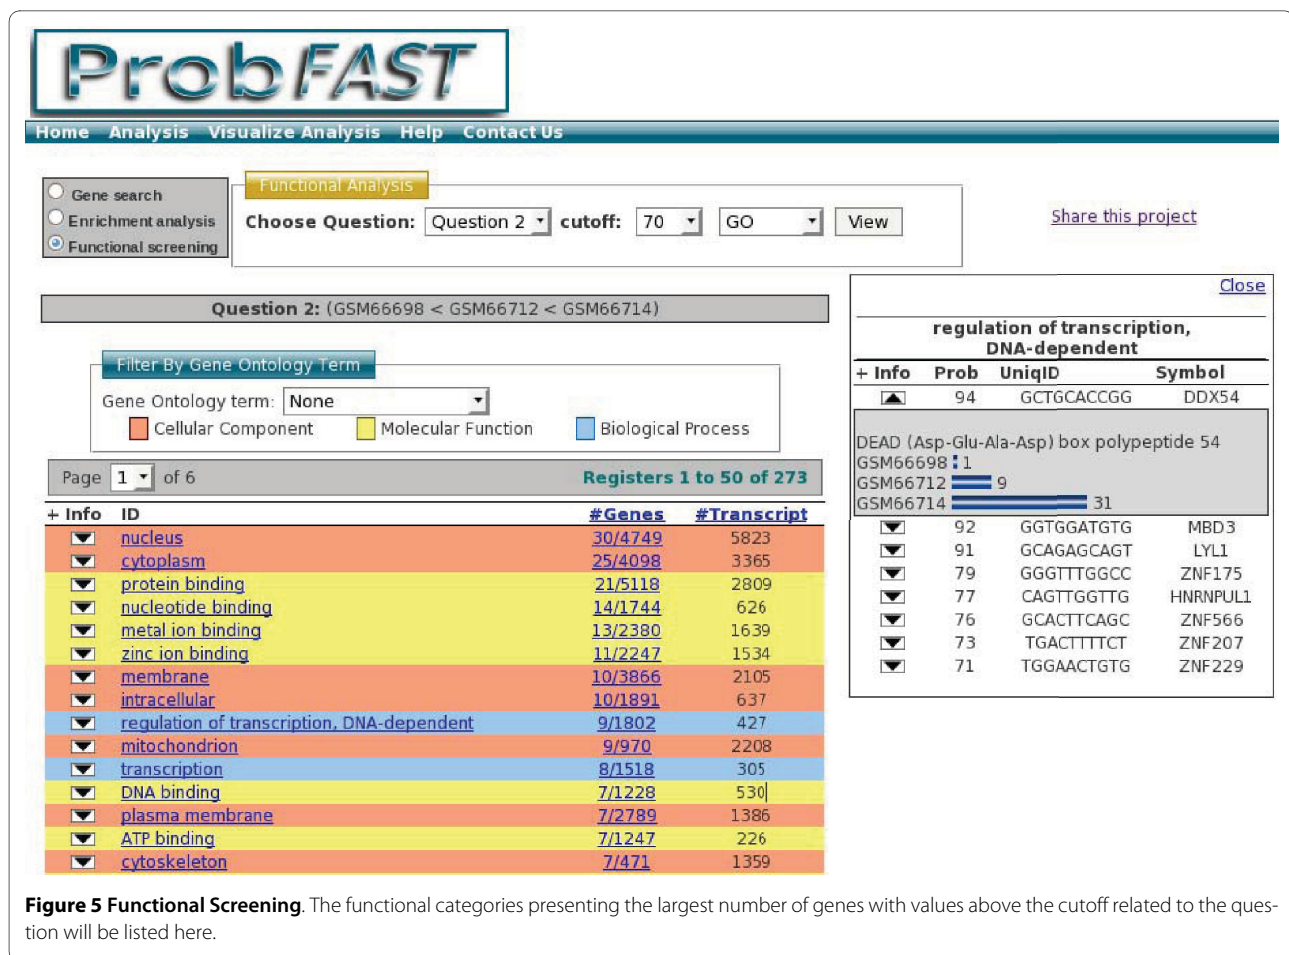 ProbFAST
Home Analysis Visualize Analysis Help Contact Us
Gene search
Enrichment analysis
Functional screening
Functional Analysis
Choose Question: Question 2 cutoff: 70 GO View
Share this project
Question 2: (GSM66698 < GSM66712 < GSM66714)
Filter By Gene Ontology Term
Gene Ontology term: None
Cellular Component Molecular Function Biological Process
Page 1 of 6 Registers 1 to 50 of 273
+ Info ID #Genes #Transcript
nucleus 30/4749 5823
cytoplasm 25/4098 3365
protein binding 21/5118 2809
nucleotide binding 14/1744 626
metal ion binding 13/2380 1639
zinc ion binding 11/2247 1534
membrane 10/3866 2105
intracellular 10/1891 637
regulation of transcription, DNA-dependent 9/1802 427
mitochondrion 9/970 2208
transcription 8/1518 305
DNA binding 7/1228 530
plasma membrane 7/2789 1386
ATP binding 7/1247 226
cytoskeleton 7/471 1359
Close
regulation of transcription,
DNA-dependent
+ Info Prob UniqID Symbol
94 GCTGCACCGG DDX54
DEAD (Asp-Glu-Ala-Asp) box polypeptide 54
GSM66698 1
GSM66712 9
GSM66714 31
92 GGTGGATGTG MBD3
91 GCAGAGCAGT LYL1
79 GGGTTTGGCC ZNF175
77 CAGTTGGTTG HNRNPUL1
76 GCACTTCAGC ZNF566
73 TGACTTTTCT ZNF207
71 TGGAACTGTG ZNF229
Figure 5 Functional Screening. The functional categories presenting the largest number of genes with values above the cutoff related to the ques-
tion will be listed here.